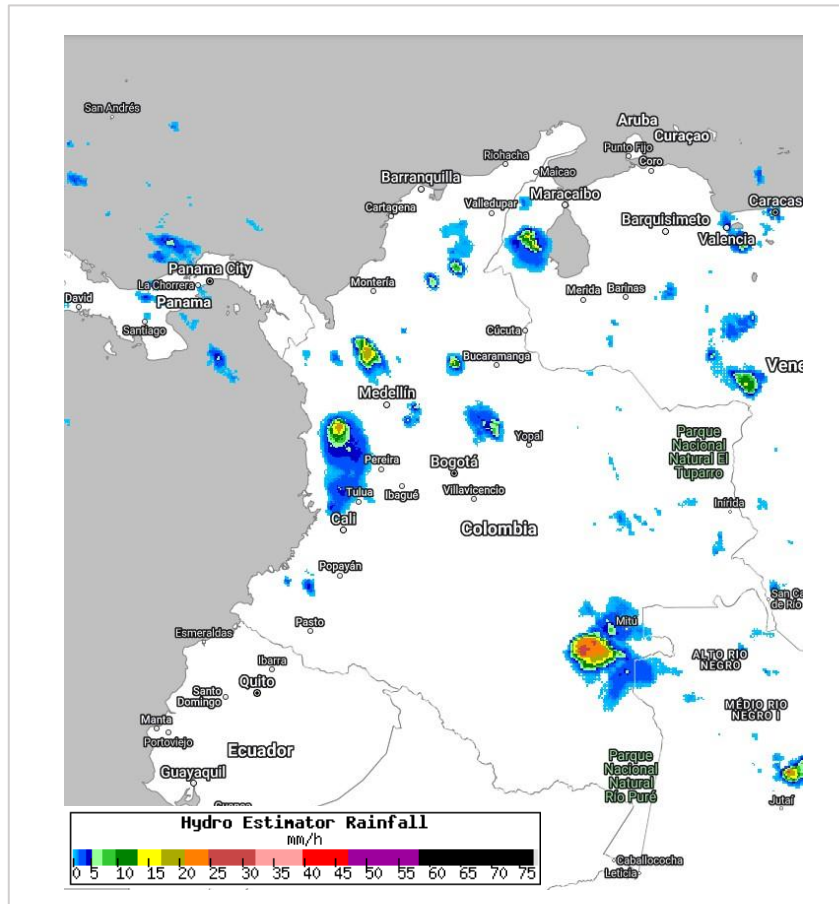 San Andrés
Aruba
Curaçao
Punto Fijo
Coro
Riohacha
Maicao
Barranquilla
Maracaibo
Valledupar
Cartagena
Caracas
Barquisimeto
Valencia
Panama City
La Chorrera
David
Panama
Santiago
Montería
Merida
Barinas
Cúcuta
Bucaramanga
Vene
Medellín
Yopal
Parque
Nacional
Natural El
Tuparro
Pereira
Bogotá
Tulua
Ibagué
Villavicencio
Inírida
Cali
Colombia
Popayán
San Ca
de Río
Pasto
Mitú
Esmeraldas
ALTO RIO
NEGRO
Ibarra
Quito
Santo
Domingo
MÉDIO RIO
NEGRO I
Manta
Portoviejo
Ecuador
Guayaquil
Parque
Nacional
Natural
Río Puré
Jutaí
Hydro Estimator Rainfall
mm/h
0 5 10 15 20 25 30 35 40 45 50 55 60 65 70 75
Caballococha
Leticia